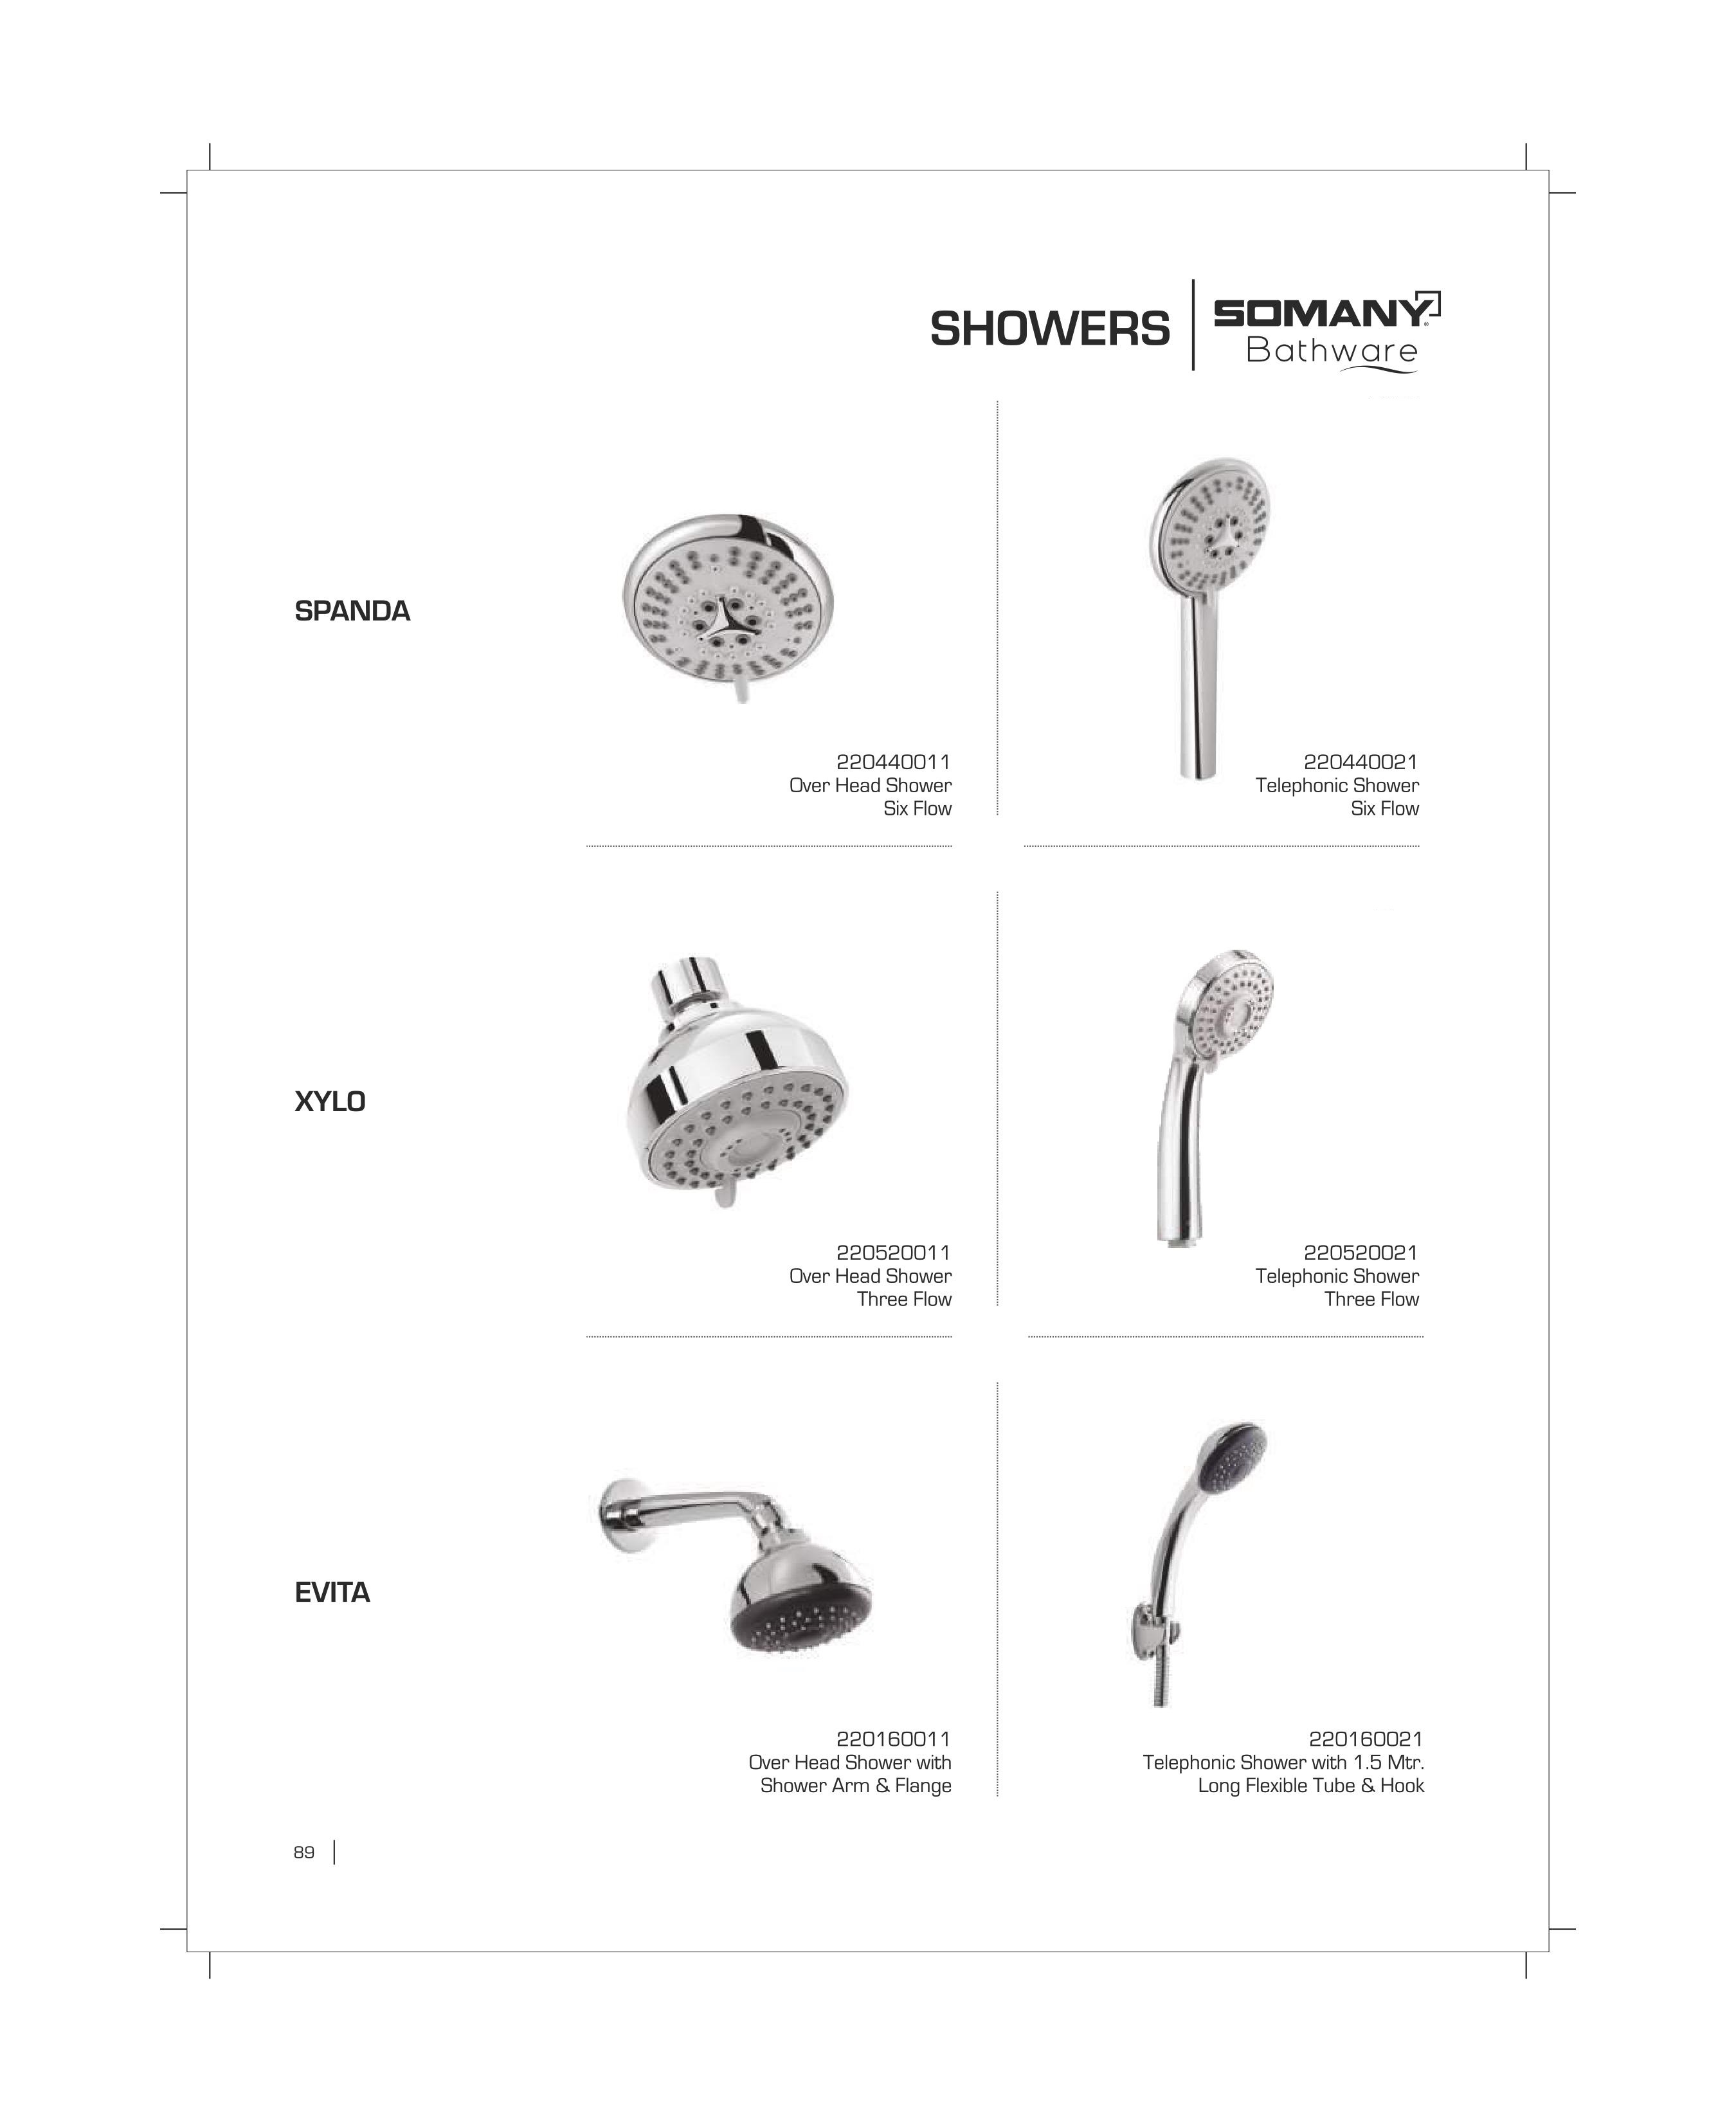 SHOWERS
SOMANY®
Bathware
SPANDA
220440011
Over Head Shower
Six Flow
220440021
Telephonic Shower
Six Flow
XYLO
220520011
Over Head Shower
Three Flow
220520021
Telephonic Shower
Three Flow
EVITA
220160011
Over Head Shower with
Shower Arm & Flange
220160021
Telephonic Shower with 1.5 Mtr.
Long Flexible Tube & Hook
89